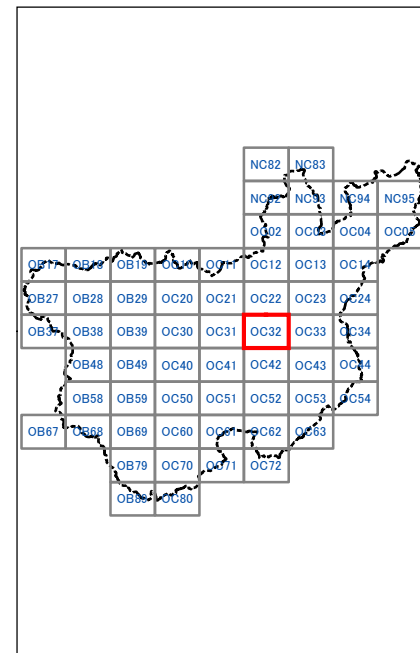 NC82 NC83
NC92 NC93 NC94 NC95
OC02 OC03 OC04 OC05
OB17 OB18 OB19 OC10 OC11 OC12 OC13 OC14
OB27 OB28 OB29 OC20 OC21 OC22 OC23 OC24
OB37 OB38 OB39 OC30 OC31 OC32 OC33 OC34
OB48 OB49 OC40 OC41 OC42 OC43 OC44
OB58 OB59 OC50 OC51 OC52 OC53 OC54
OB67 OB68 OB69 OC60 OC61 OC62 OC63
OB79 OC70 OC71 OC72
OB89 OC80